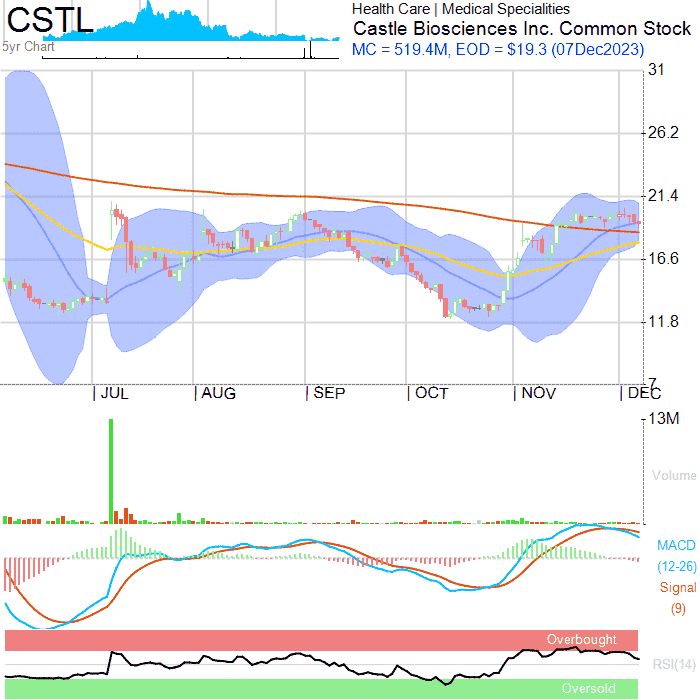 CSTL
5yr Chart
Health Care | Medical Specialities
Castle Biosciences Inc. Common Stock
MC = 519.4M, EOD = $19.3 (07Dec2023)
31
26.2
21.4
16.6
11.8
7
JUL AUG SEP OCT NOV DEC
13M
Volume
MACD
(12-26)
Signal
(9)
Overbought
RSI(14)
Oversold